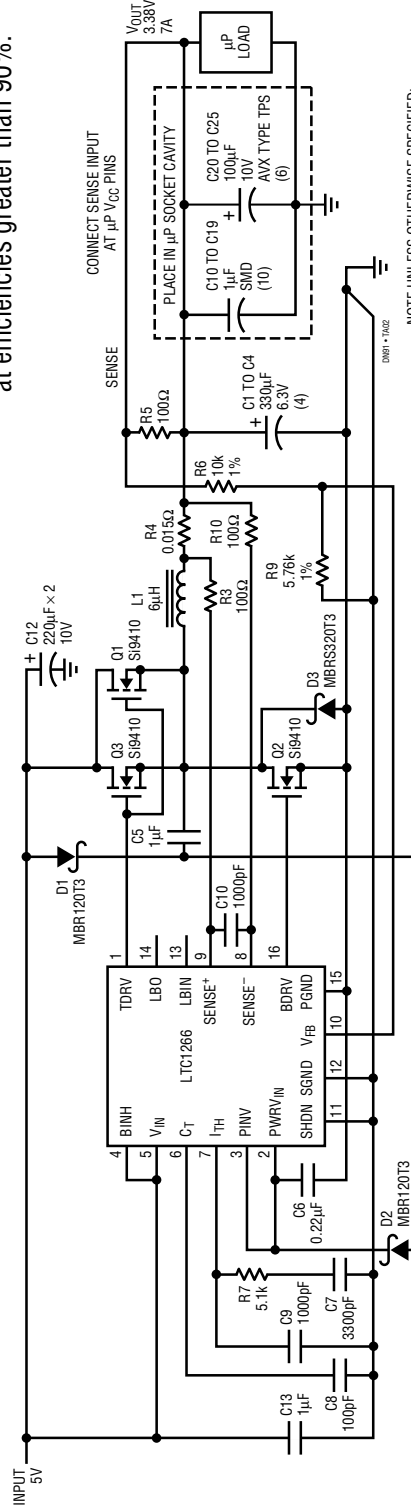 at efficiencies greater than 90%.
INPUT
5V
D1
MBR120T3
C12
220µF × 2
10V
+
Q3
Si9410
Q1
Si9410
C5
1µF
L1
6µH
R4
0.015Ω
R3
100Ω
R10
100Ω
R5
100Ω
SENSE
CONNECT SENSE INPUT
AT µP VCC PINS
VOUT
3.38V
7A
µP
LOAD
PLACE IN µP SOCKET CAVITY
C10 TO C19
1µF
SMD
(10)
C20 TO C25
100µF
10V
AVX TYPE TPS
(6)
+
C1 TO C4
330µF
6.3V
(4)
+
R6
10k
1%
R9
5.76k
1%
Q2
Si9410
D3
MBRS320T3
C10
1000pF
LTC1266
4
BINH
5
VIN
6
CT
7
ITH
3
PINV
2
PWRVIN
1
TDRV
14
LBO
13
LBIN
9
SENSE+
8
SENSE–
16
BDRV
SHDN
11
SGND
12
VFB
10
PGND
15
C13
1µF
C8
100pF
C9
1000pF
R7
5.1k
C7
3300pF
C6
0.22µF
D2
MBR120T3
DN91 • TA02
NOTE UNLESS OTHERWISE SPECIFIED: